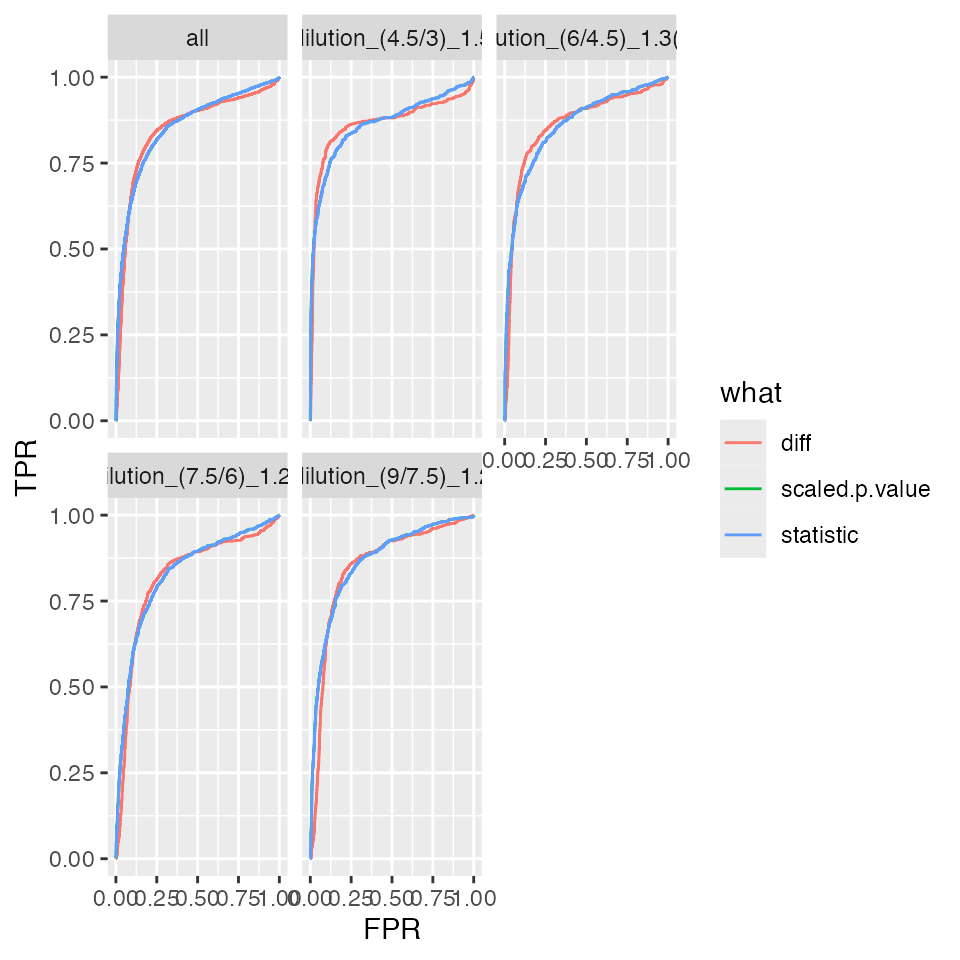 all
dilution_(4.5/3)_1.5
ution_(6/4.5)_1.3(
1.00
0.75
0.50
0.25
0.00
0.00 0.25 0.50 0.75 1.00
ilution_(7.5/6)_1.2
dilution_(9/7.5)_1.2
1.00
0.75
0.50
0.25
0.00
0.00 0.25 0.50 0.75 1.00 0.00 0.25 0.50 0.75 1.00
TPR
FPR
what
diff
scaled.p.value
statistic